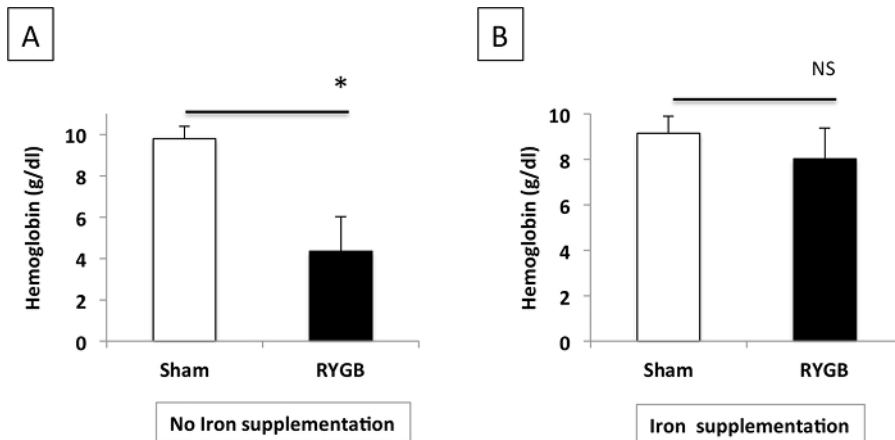 A
*
Hemoglobin (g/dl)
10
8
6
4
2
0
Sham
RYGB
No Iron supplementation
B
NS
Hemoglobin (g/dl)
10
8
6
4
2
0
Sham
RYGB
Iron supplementation